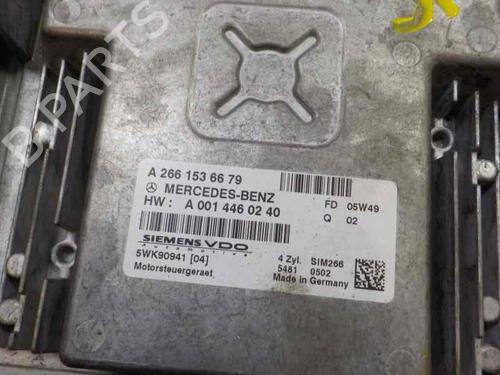 B-PARTS
A 266 153 66 79
MERCEDES-BENZ
HW : A 001 446 02 40
FD 05W49
Q 02
SIEMENS VDO
Automotive
5WK90941 [04]
Motorsteuergeraet
4 Zyl. SIM266
5481 0502
Made in Germany